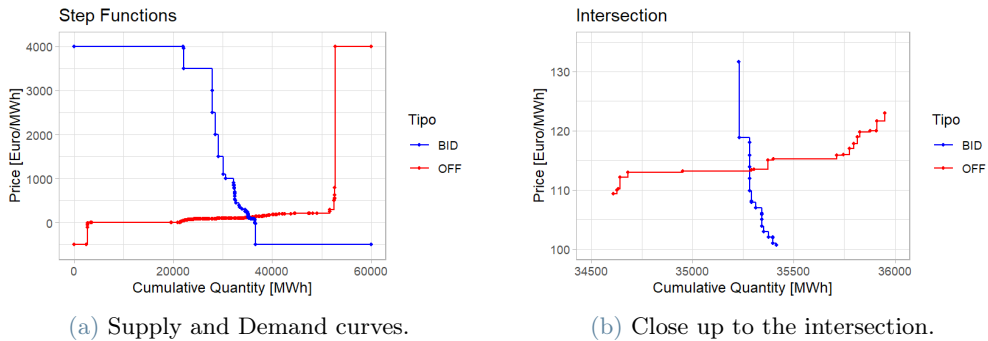 Step Functions
4000
3000
2000
1000
0
Price [Euro/MWh]
0
20000
40000
60000
Cumulative Quantity [MWh]
Tipo
BID
OFF
(a) Supply and Demand curves.
Intersection
130
120
110
100
Price [Euro/MWh]
34500
35000
35500
36000
Cumulative Quantity [MWh]
Tipo
BID
OFF
(b) Close up to the intersection.